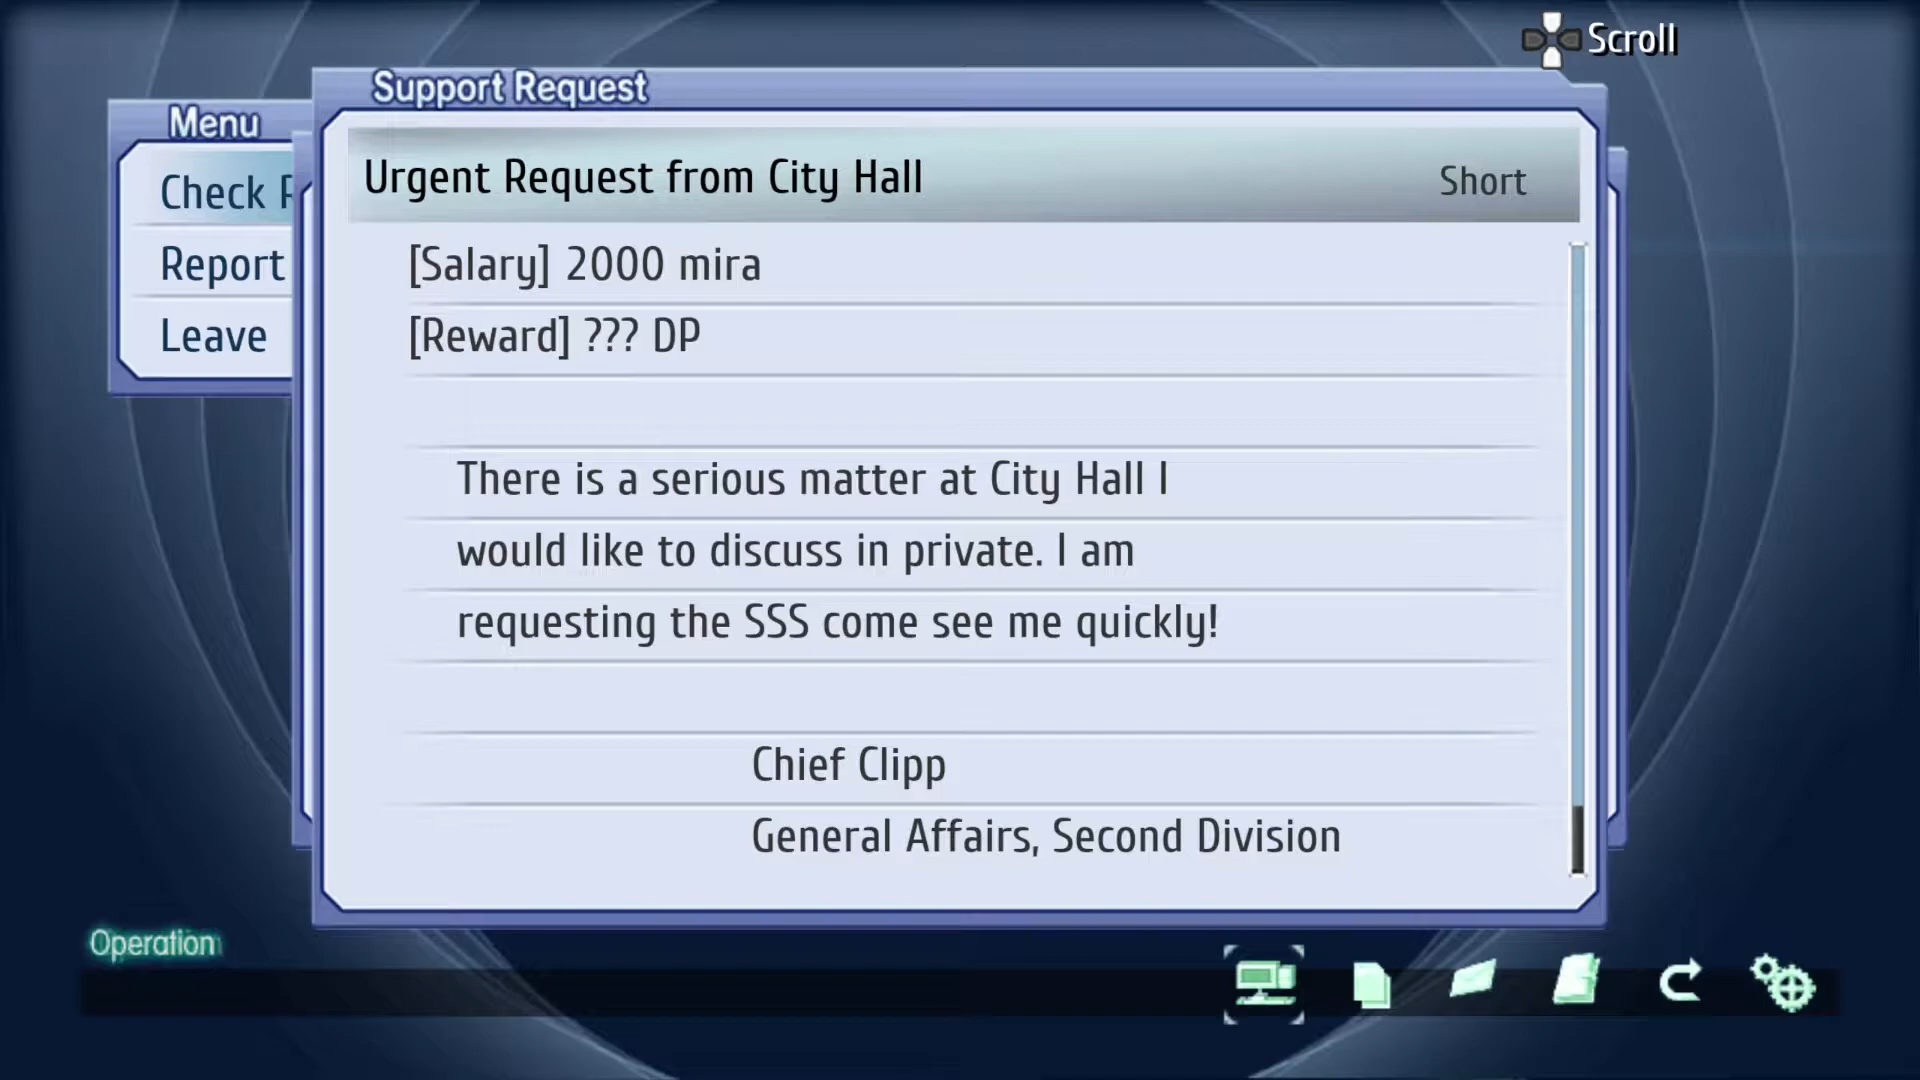 Scroll
Support Request
Menu
Urgent Request from City Hall
Short
Check
Report
Leave
[Salary] 2000 mira
[Reward] ??? DP
There is a serious matter at City Hall I
would like to discuss in private. I am
requesting the SSS come see me quickly!
Chief Clipp
General Affairs, Second Division
Operation